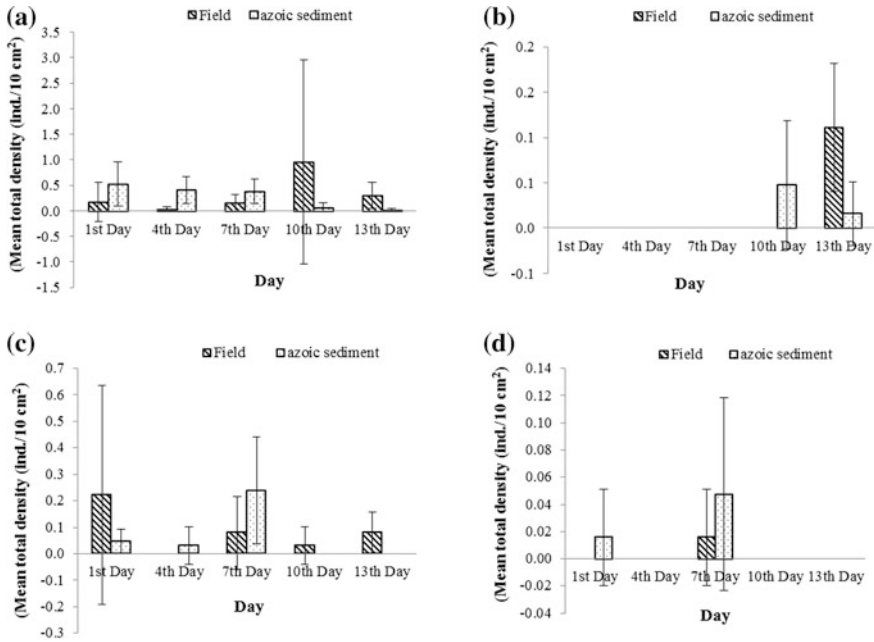 (a)
Field azoic sediment
(Mean total density (ind./10 cm²)
3.5
3.0
2.5
2.0
1.5
1.0
0.5
0.0
-0.5
-1.0
-1.5
1st Day 4th Day 7th Day 10th Day 13th Day
Day
(b)
Field azoic sediment
(Mean total density (ind./10 cm²)
0.2
0.2
0.1
0.1
0.0
-0.1
1st Day 4th Day 7th Day 10th Day 13th Day
Day
(c)
Field azoic sediment
(Mean total density (ind./10 cm²)
0.7
0.6
0.5
0.4
0.3
0.2
0.1
0.0
-0.1
-0.2
-0.3
1st Day 4th Day 7th Day 10th Day 13th Day
Day
(d)
Field azoic sediment
(Mean total density (ind./10 cm²)
0.14
0.12
0.10
0.08
0.06
0.04
0.02
0.00
-0.02
-0.04
1st Day 4th Day 7th Day 10th Day 13th Day
Day